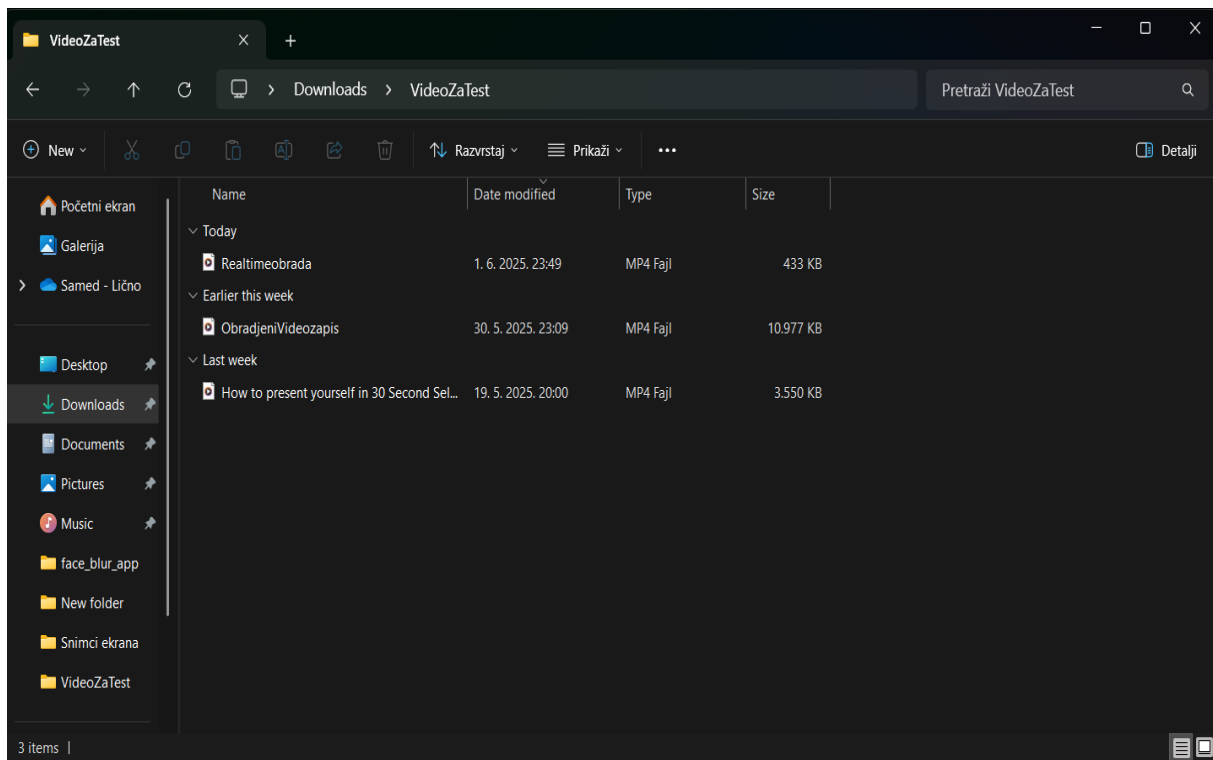 VideoZaTest
Downloads > VideoZaTest
Pretraži VideoZaTest
New
Razvrstaj
Prikaži
Detalji
Početni ekran
Galerija
Samed - Lično
Desktop
Downloads
Documents
Pictures
Music
face_blur_app
New folder
Snimci ekrana
VideoZaTest
Name Date modified Type Size
Today
Realtimeobrada 1. 6. 2025. 23:49 MP4 Fajl 433 KB
Earlier this week
ObradjeniVideozapis 30. 5. 2025. 23:09 MP4 Fajl 10.977 KB
Last week
How to present yourself in 30 Second Sel... 19. 5. 2025. 20:00 MP4 Fajl 3.550 KB
3 items